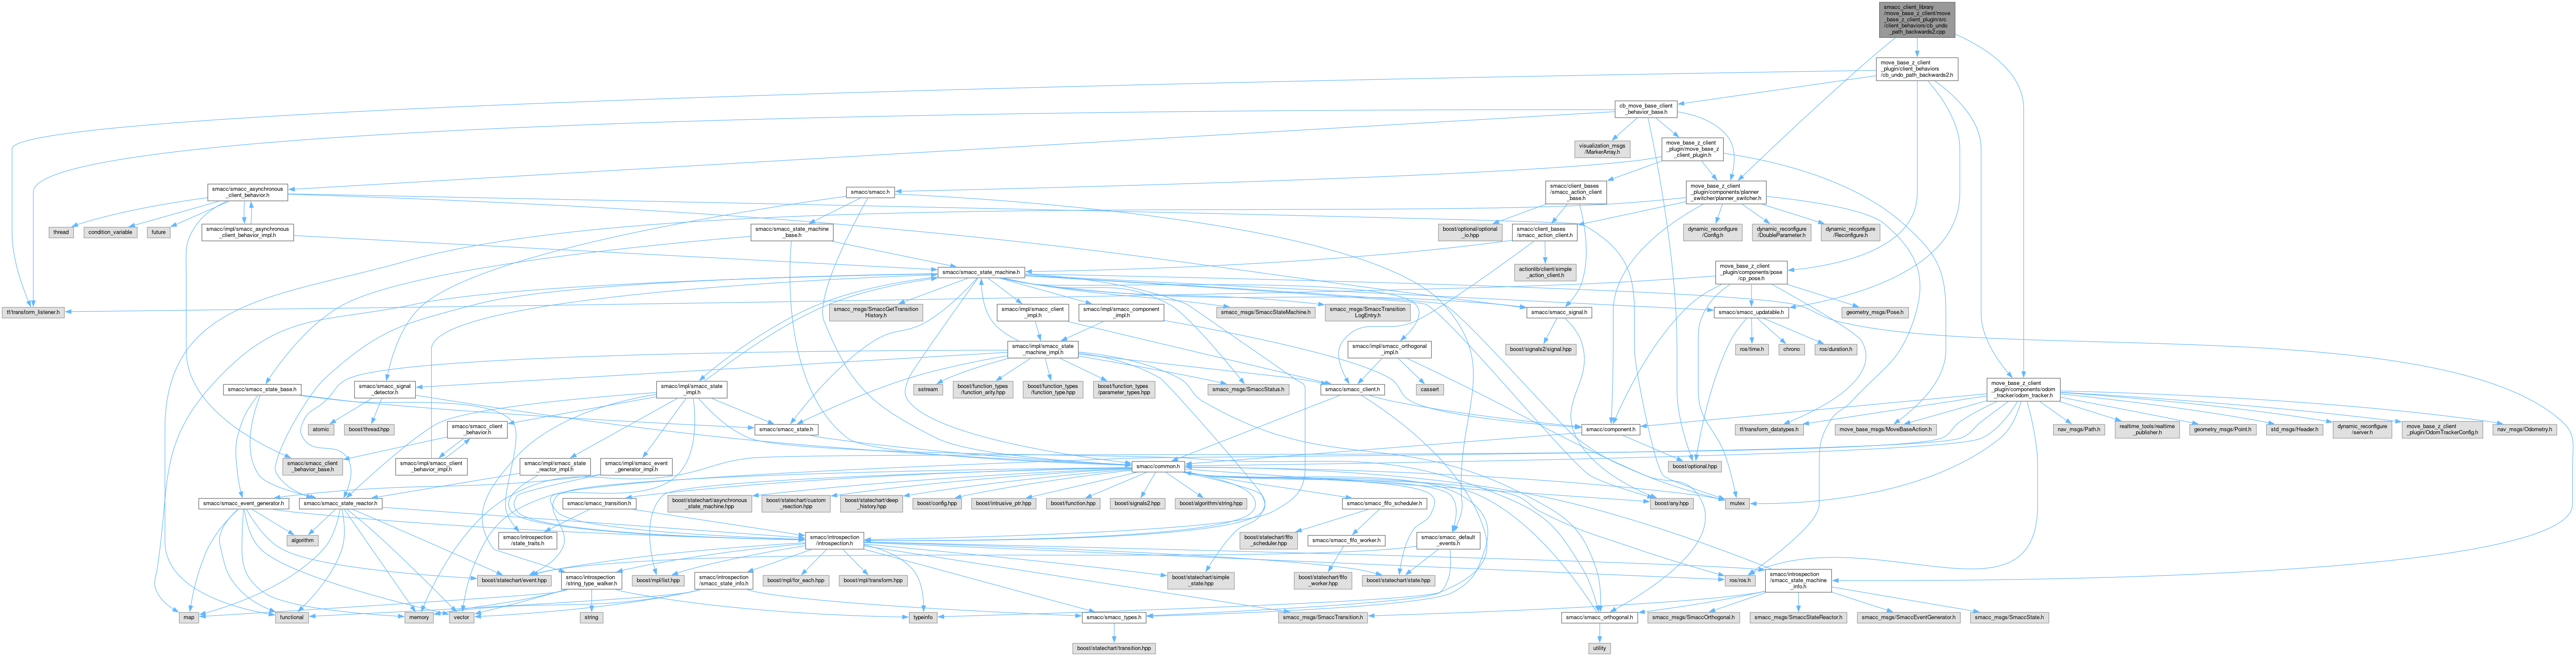 smacc_client_library
/move_base_z_client/move
_base_z_client_plugin/src
/client_behaviors/cb_undo
_path_backwards2.cpp
move_base_z_client
_plugin/client_behaviors
/cb_undo_path_backwards2.h
cb_move_base_client
_behavior_base.h
visualization_msgs
/MarkerArray.h
move_base_z_client
_plugin/move_base_z
_client_plugin.h
smacc/smacc_asynchronous
_client_behavior.h
smacc/smacc.h
smacc/client_bases
/smacc_action_client
_base.h
move_base_z_client
_plugin/components/planner
_switcher/planner_switcher.h
thread
condition_variable
future
smacc/impl/smacc_asynchronous
_client_behavior_impl.h
smacc/smacc_state_machine
_base.h
boost/optional/optional
_io.hpp
smacc/client_bases
/smacc_action_client.h
dynamic_reconfigure
/Config.h
dynamic_reconfigure
/DoubleParameter.h
dynamic_reconfigure
/Reconfigure.h
smacc/smacc_state_machine.h
actionlib/client/simple
_action_client.h
move_base_z_client
_plugin/components/pose
/cp_pose.h
tf/transform_listener.h
smacc_msgs/SmaccGetTransition
History.h
smacc/impl/smacc_client
_impl.h
smacc/impl/smacc_component
_impl.h
smacc_msgs/SmaccStateMachine.h
smacc_msgs/SmaccTransition
LogEntry.h
smacc/smacc_signal.h
smacc/smacc_updatable.h
geometry_msgs/Pose.h
smacc/impl/smacc_state
_machine_impl.h
smacc/impl/smacc_orthogonal
_impl.h
boost/signals2/signal.hpp
ros/time.h
chrono
ros/duration.h
smacc/smacc_state_base.h
smacc/smacc_signal
_detector.h
smacc/impl/smacc_state
_impl.h
sstream
boost/function_types
/function_arity.hpp
boost/function_types
/function_type.hpp
boost/function_types
/parameter_types.hpp
smacc_msgs/SmaccStatus.h
smacc/smacc_client.h
cassert
move_base_z_client
_plugin/components/odom
_tracker/odom_tracker.h
atomic
boost/thread.hpp
smacc/smacc_client
_behavior.h
smacc/smacc_state.h
smacc/component.h
tf/transform_datatypes.h
move_base_msgs/MoveBaseAction.h
nav_msgs/Path.h
realtime_tools/realtime
_publisher.h
geometry_msgs/Point.h
std_msgs/Header.h
dynamic_reconfigure
/server.h
move_base_z_client
_plugin/OdomTrackerConfig.h
nav_msgs/Odometry.h
smacc/smacc_client
_behavior_base.h
smacc/impl/smacc_client
_behavior_impl.h
smacc/impl/smacc_state
_reactor_impl.h
smacc/impl/smacc_event
_generator_impl.h
smacc/common.h
boost/optional.hpp
smacc/smacc_event_generator.h
smacc/smacc_state_reactor.h
smacc/smacc_transition.h
boost/statechart/asynchronous
_state_machine.hpp
boost/statechart/custom
_reaction.hpp
boost/statechart/deep
_history.hpp
boost/config.hpp
boost/intrusive_ptr.hpp
boost/function.hpp
boost/signals2.hpp
boost/algorithm/string.hpp
smacc/smacc_fifo_scheduler.h
boost/any.hpp
mutex
algorithm
smacc/introspection
/state_traits.h
smacc/introspection
/introspection.h
boost/statechart/fifo
_scheduler.hpp
smacc/smacc_fifo_worker.h
smacc/smacc_default
_events.h
boost/statechart/event.hpp
smacc/introspection
/string_type_walker.h
boost/mpl/list.hpp
smacc/introspection
/smacc_state_info.h
boost/mpl/for_each.hpp
boost/mpl/transform.hpp
boost/statechart/simple
_state.hpp
boost/statechart/fifo
_worker.hpp
boost/statechart/state.hpp
ros/ros.h
smacc/introspection
/smacc_state_machine
_info.h
map
functional
memory
vector
string
typeinfo
smacc/smacc_types.h
smacc_msgs/SmaccTransition.h
smacc/smacc_orthogonal.h
smacc_msgs/SmaccOrthogonal.h
smacc_msgs/SmaccStateReactor.h
smacc_msgs/SmaccEventGenerator.h
smacc_msgs/SmaccState.h
boost/statechart/transition.hpp
utility